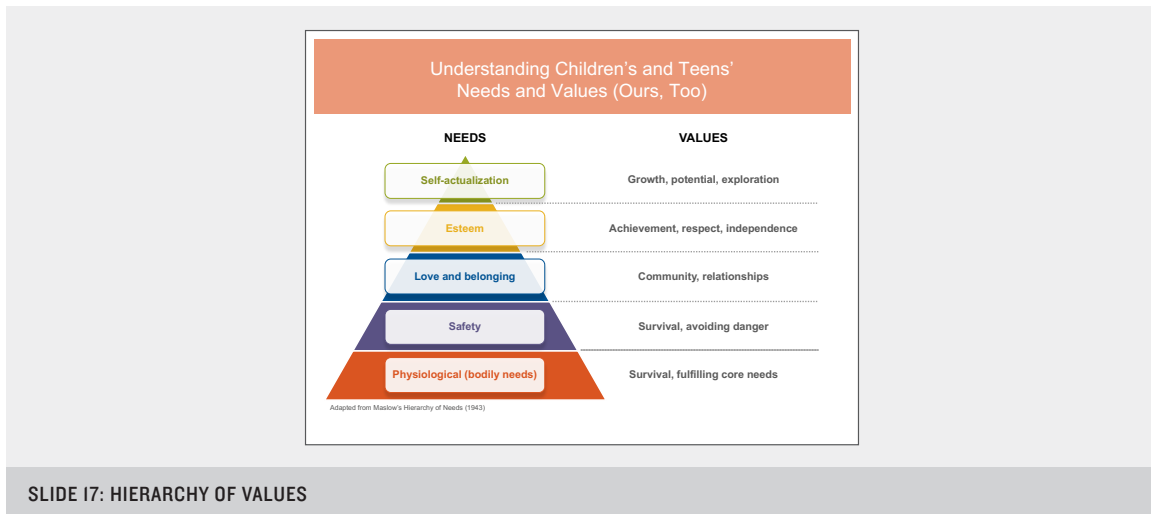 Understanding Children's and Teens'
Needs and Values (Ours, Too)
NEEDS
VALUES
Self-actualization
Growth, potential, exploration
Esteem
Achievement, respect, independence
Love and belonging
Community, relationships
Safety
Survival, avoiding danger
Physiological (bodily needs)
Survival, fulfilling core needs
Adapted from Maslow's Hierarchy of Needs (1943)
SLIDE 17: HIERARCHY OF VALUES